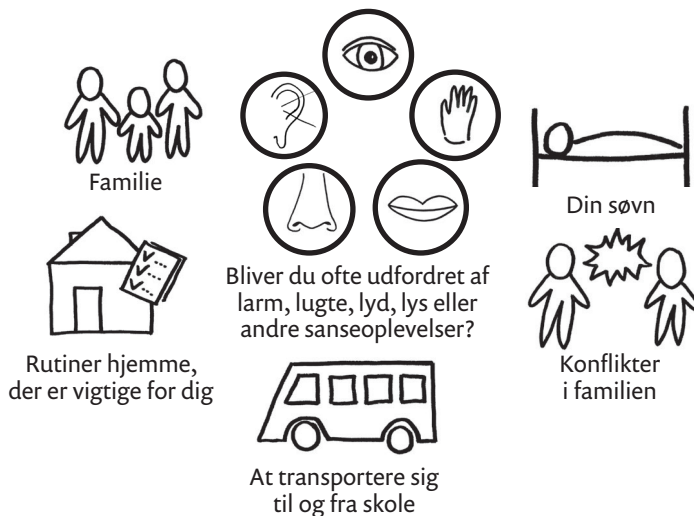 Familie
Din søvn
Bliver du ofte udfordret af
larm, lugte, lyd, lys eller
andre sanseoplevelser?
Rutiner hjemme,
der er vigtige for dig
Konflikter
i familien
At transportere sig
til og fra skole